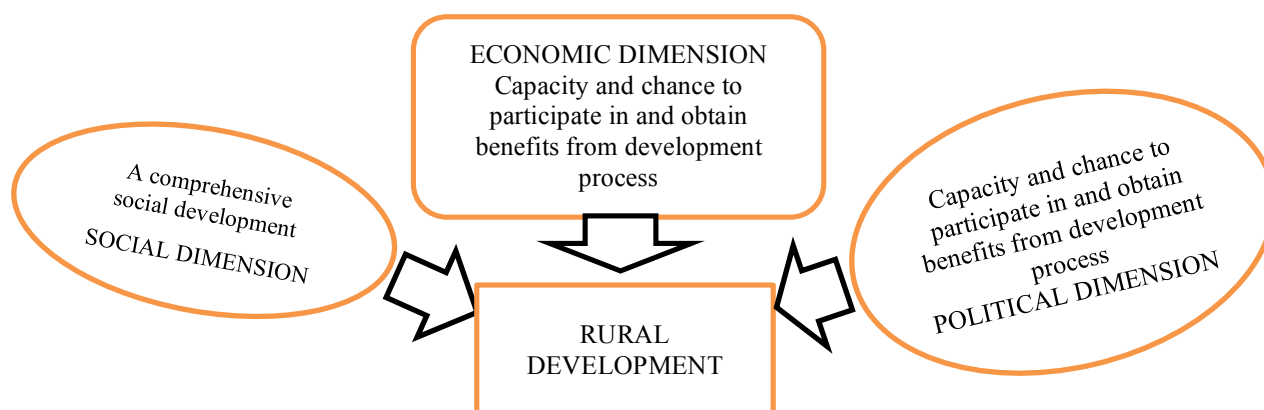 ECONOMIC DIMENSION
Capacity and chance to
participate in and obtain
benefits from development
process
A comprehensive
social development
SOCIAL DIMENSION
Capacity and chance to
participate in and obtain
benefits from development
process
POLITICAL DIMENSION
RURAL
DEVELOPMENT